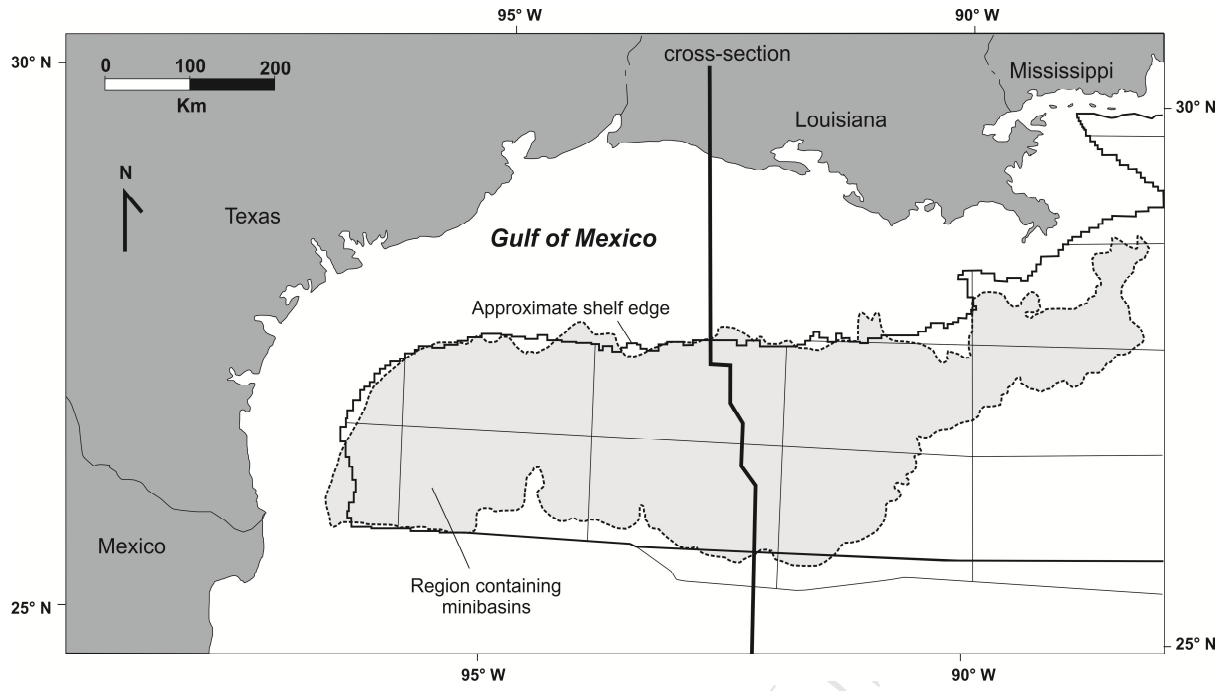 95° W
90° W
30° N
0 100 200
Km
cross-section
Mississippi
30° N
Louisiana
N
Texas
Gulf of Mexico
Approximate shelf edge
Mexico
Region containing
minibasins
25° N
25° N
95° W
90° W